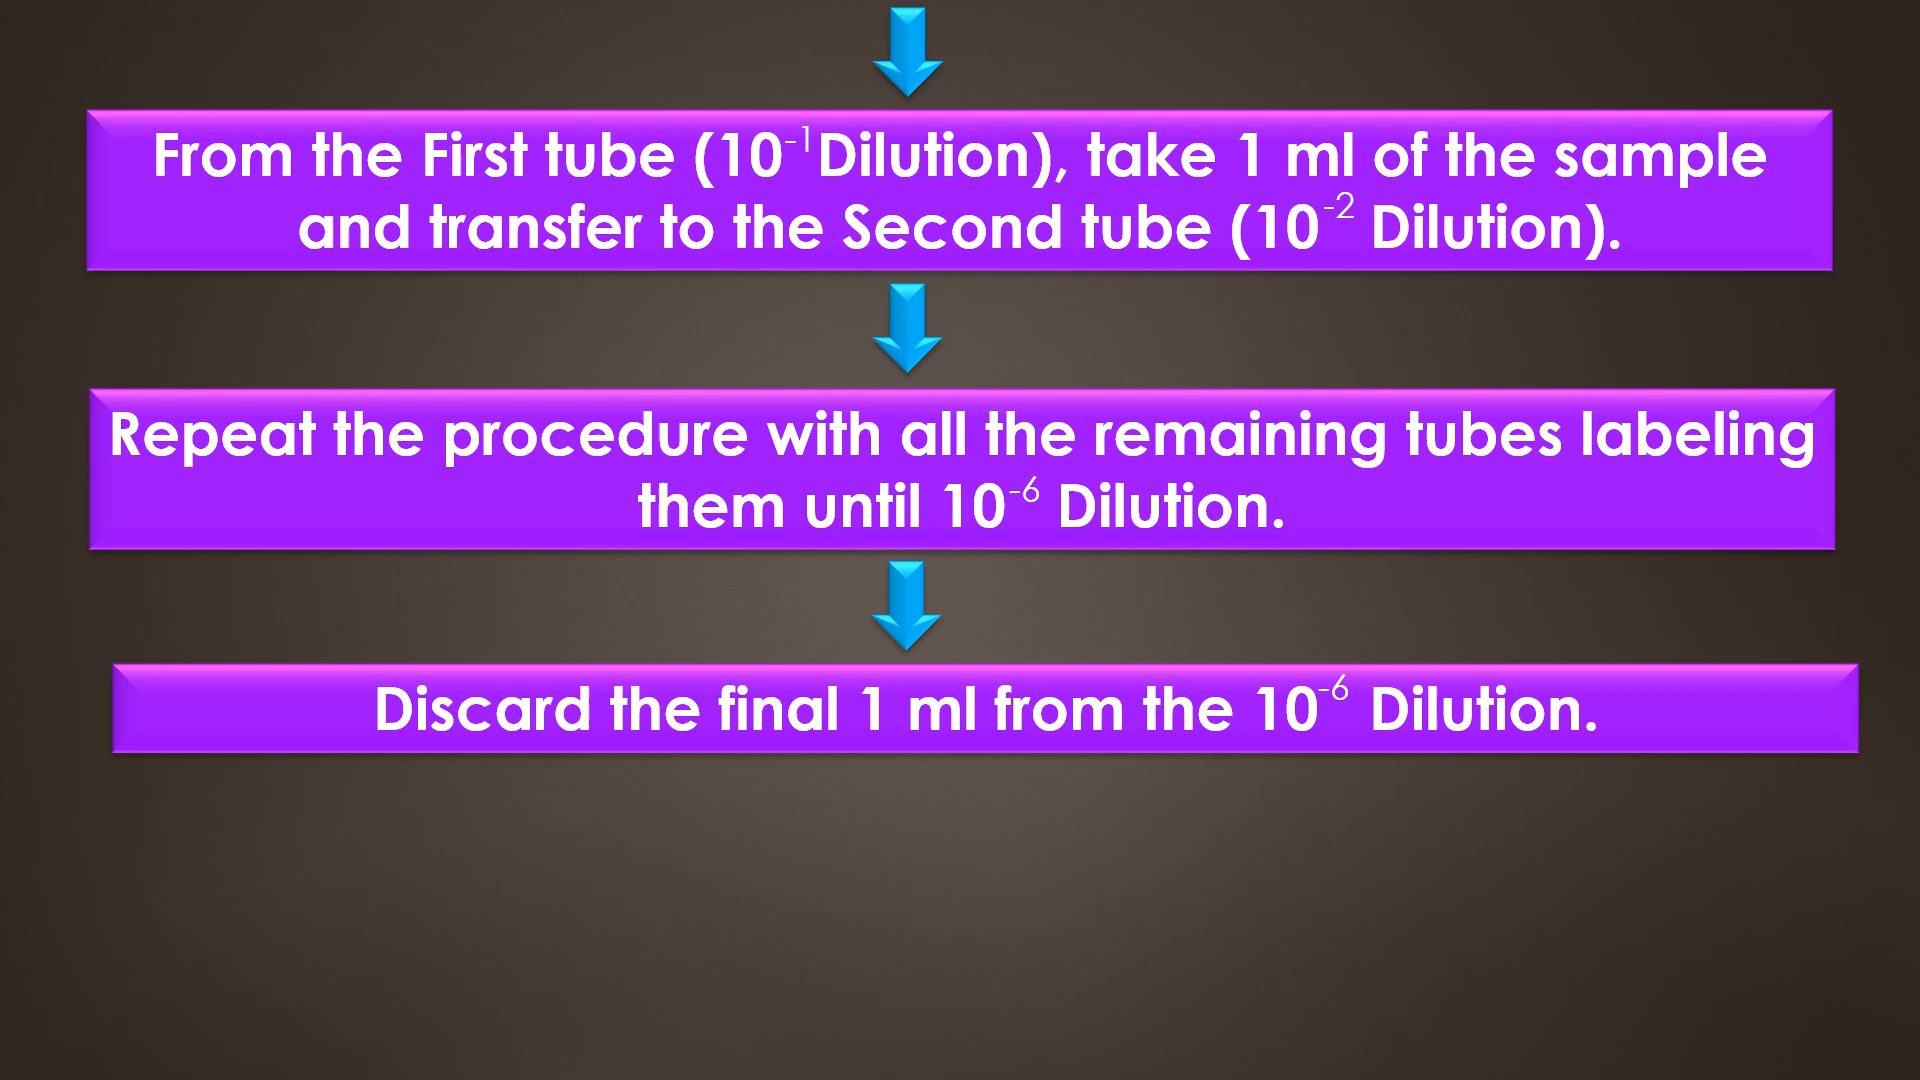 From the First tube (10⁻¹Dilution), take 1 ml of the sample
and transfer to the Second tube (10⁻² Dilution).
Repeat the procedure with all the remaining tubes labeling
them until 10⁻⁶ Dilution.
Discard the final 1 ml from the 10⁻⁶ Dilution.